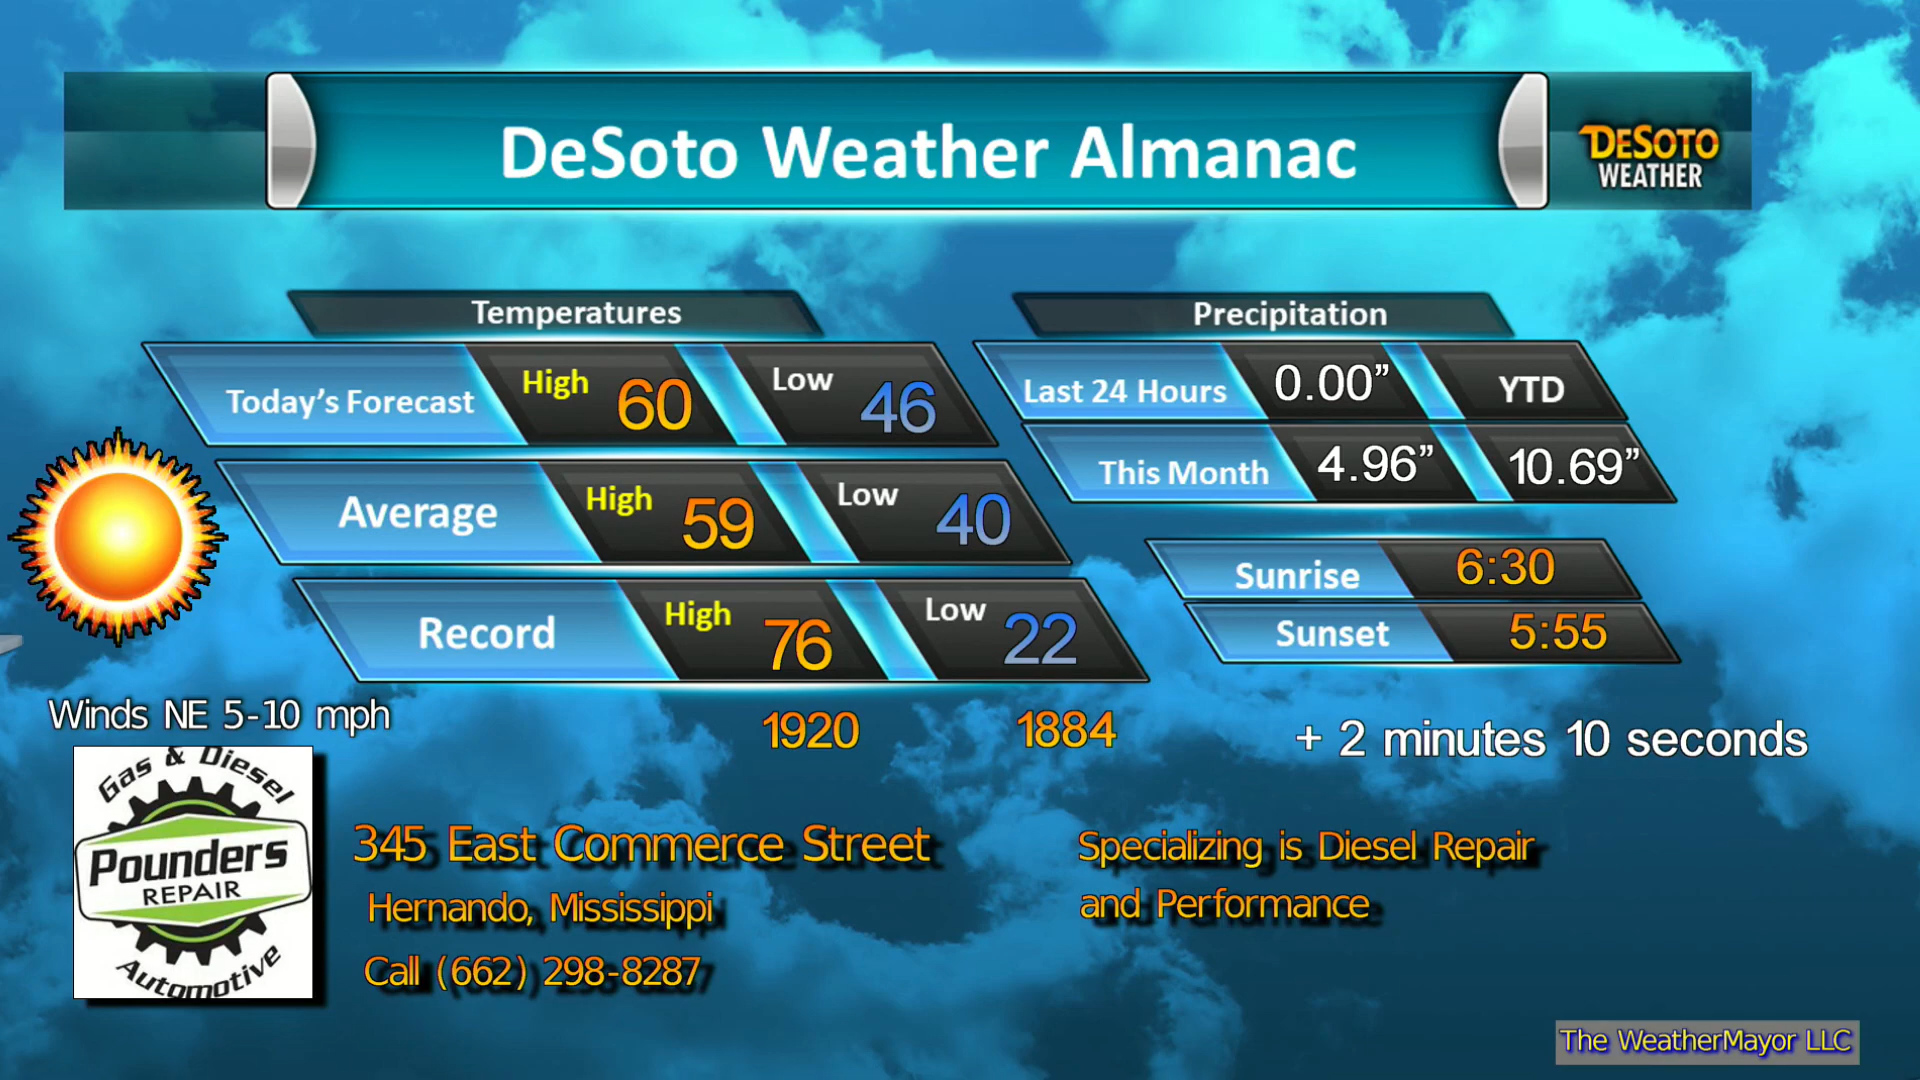 DeSoto Weather Almanac
DESOTO
WEATHER
Temperatures
Today's Forecast High 60 Low 46
Average High 59 Low 40
Record High 76 Low 22
1920 1884
Precipitation
Last 24 Hours 0.00” YTD
This Month 4.96” 10.69”
Sunrise 6:30
Sunset 5:55
+ 2 minutes 10 seconds
Winds NE 5-10 mph
Gas & Diesel
Pounders
REPAIR
Automotive
345 East Commerce Street
Hernando, Mississippi
Call (662) 298-8287
Specializing is Diesel Repair
and Performance
The WeatherMayor LLC